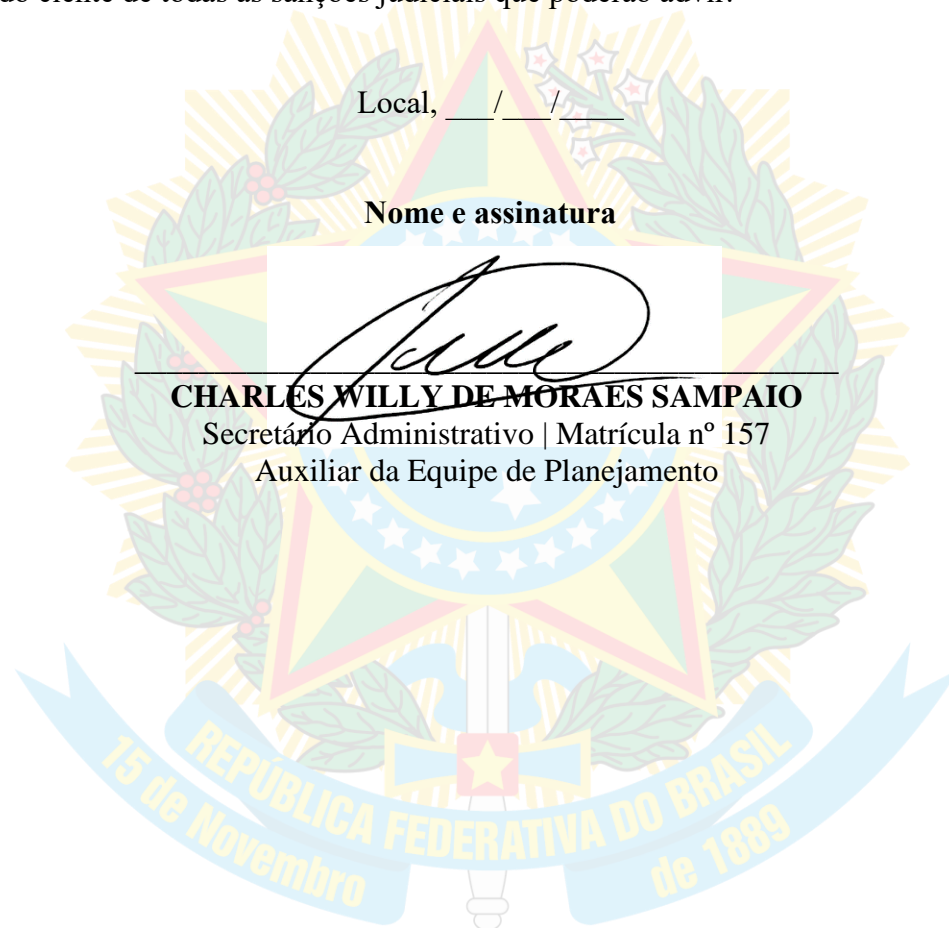 do ciente de todas as sanções judiciais que poderão advir.
Local, ___/___/____
Nome e assinatura
CHARLES WILLY DE MORAES SAMPAIO
Secretário Administrativo | Matrícula nº 157
Auxiliar da Equipe de Planejamento
REPÚBLICA FEDERATIVA DO BRASIL
15 de Novembro
de 1889